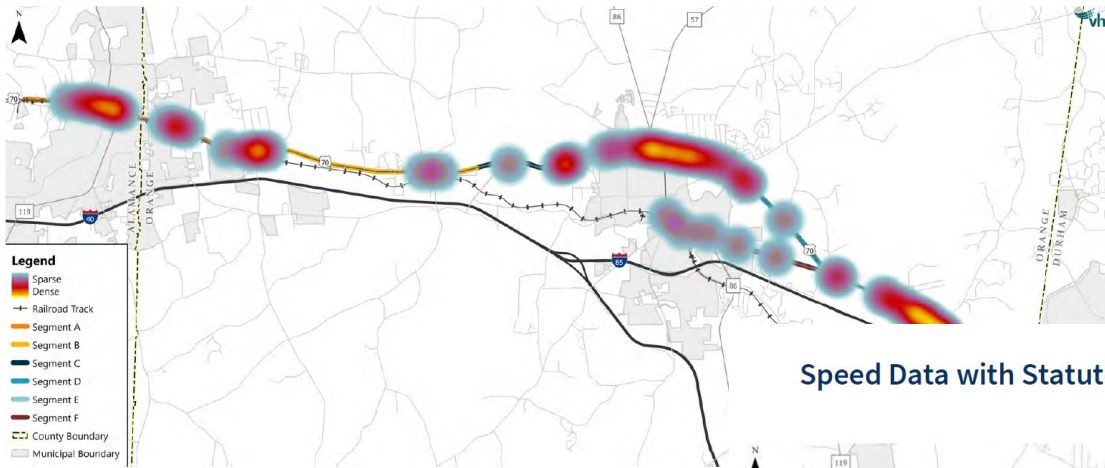 N
86
57
vh
70
ALAMANCE
ORANGE
70
119
40
ORANGE
DURHAM
70
85
86
Legend
Sparse
Dense
Railroad Track
Segment A
Segment B
Segment C
Segment D
Segment E
Segment F
County Boundary
Municipal Boundary
Speed Data with Statut
N
119